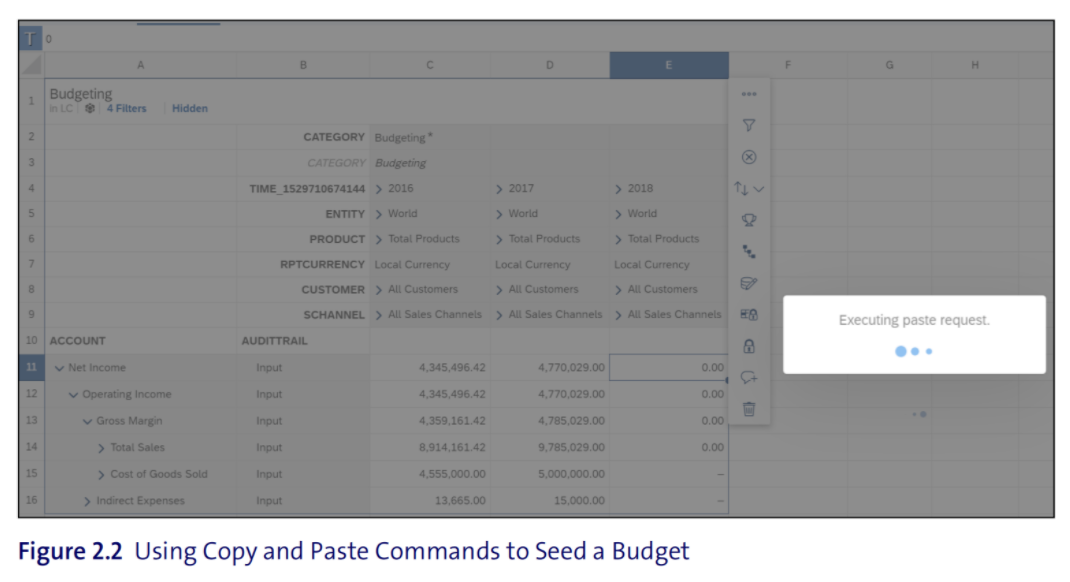 T 0
A B C D E F G H
1 Budgeting
in LC 4 Filters Hidden
2 CATEGORY Budgeting *
3 CATEGORY Budgeting
4 TIME_1529710674144 > 2016 > 2017 > 2018
5 ENTITY > World > World > World
6 PRODUCT > Total Products > Total Products > Total Products
7 RPTCURRENCY Local Currency Local Currency Local Currency
8 CUSTOMER > All Customers > All Customers > All Customers
9 SCHANNEL > All Sales Channels > All Sales Channels > All Sales Channels
Executing paste request.
10 ACCOUNT AUDITTRAIL
11 Net Income Input 4,345,496.42 4,770,029.00 0.00
12 Operating Income Input 4,345,496.42 4,770,029.00 0.00
13 Gross Margin Input 4,359,161.42 4,785,029.00 0.00
14 > Total Sales Input 8,914,161.42 9,785,029.00 0.00
15 > Cost of Goods Sold Input 4,555,000.00 5,000,000.00 –
16 > Indirect Expenses Input 13,665.00 15,000.00 –
Figure 2.2 Using Copy and Paste Commands to Seed a Budget